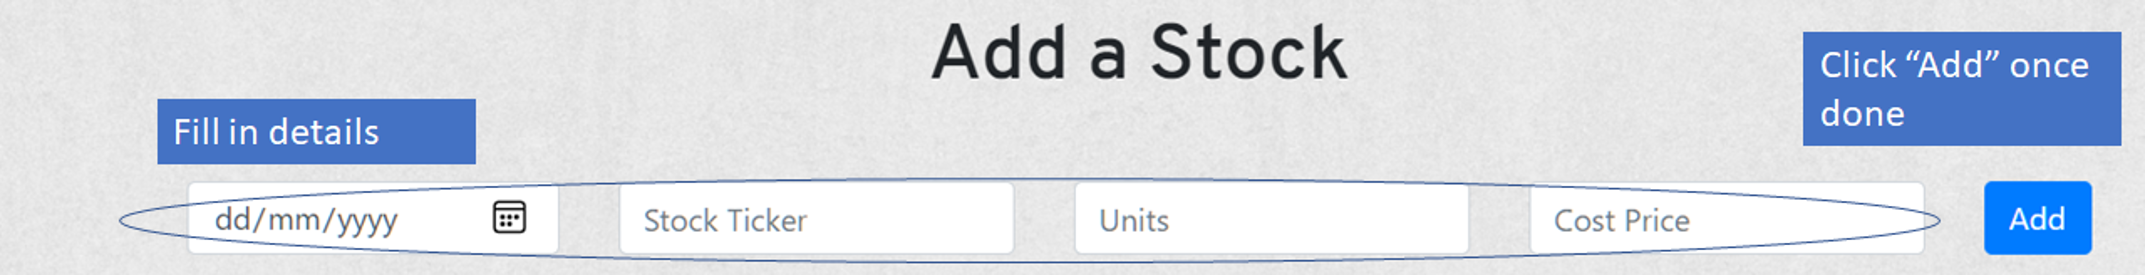 Add a Stock
Click “Add” once
done
Fill in details
dd/mm/yyyy
Stock Ticker
Units
Cost Price
Add